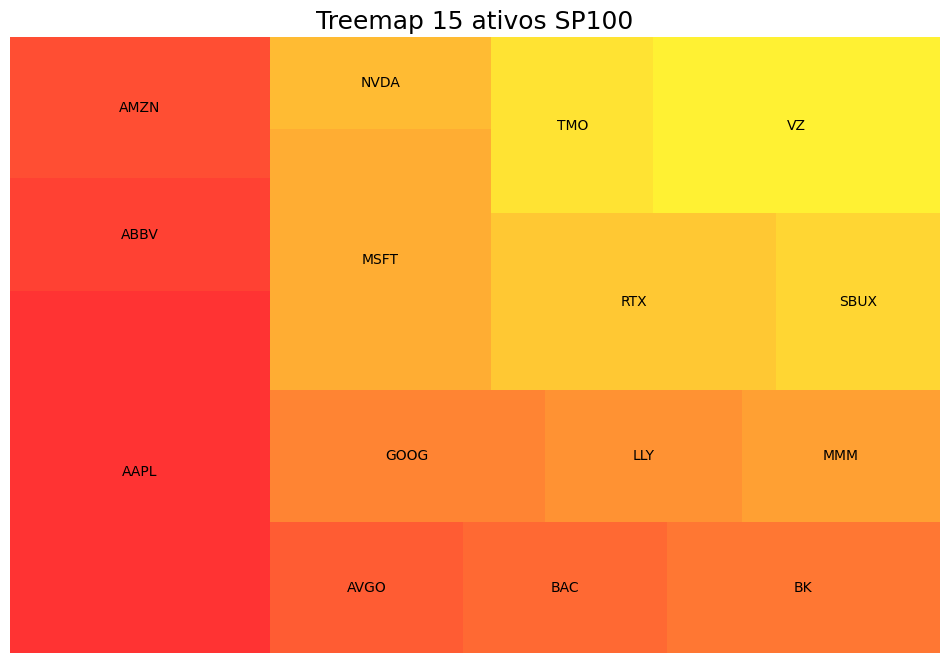 Treemap 15 ativos SP100
AMZN
NVDA
TMO
VZ
ABBV
MSFT
RTX
SBUX
AAPL
GOOG
LLY
MMM
AVGO
BAC
BK